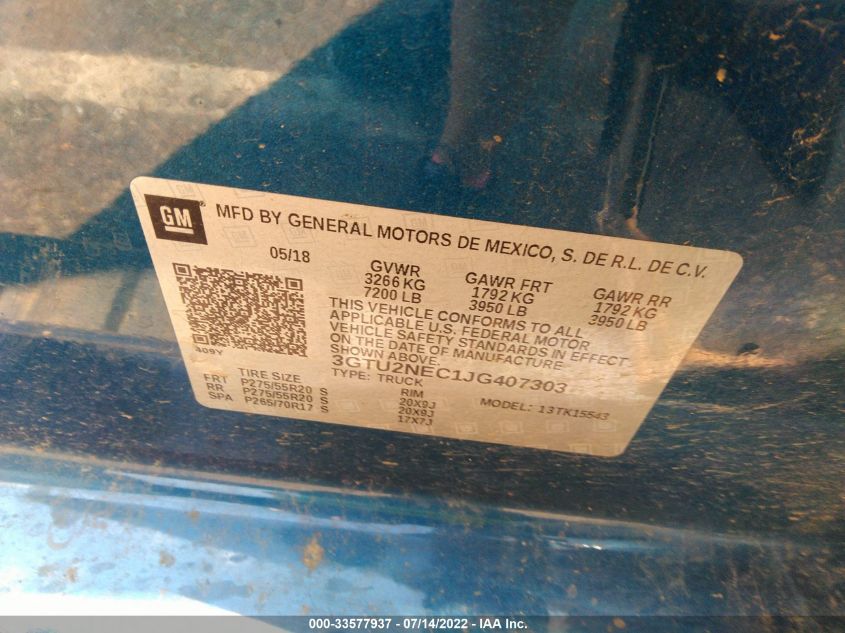 GM MFD BY GENERAL MOTORS DE MEXICO, S. DE R.L. DE C.V.
05/18
GVWR GAWR FRT GAWR RR
3266 KG 1792 KG 1792 KG
7200 LB 3950 LB 3950 LB
THIS VEHICLE CONFORMS TO ALL
APPLICABLE U.S. FEDERAL MOTOR
VEHICLE SAFETY STANDARDS IN EFFECT
ON THE DATE OF MANUFACTURE
SHOWN ABOVE.
409Y
3GTU2NEC1JG407303
TYPE: TRUCK
MODEL: 13TK15543
TIRE SIZE RIM
FRT P275/55R20 S 20X9J
RR P275/55R20 S 20X9J
SPA P265/70R17 S 17X7J
000-33577937 - 07/14/2022 - IAA Inc.